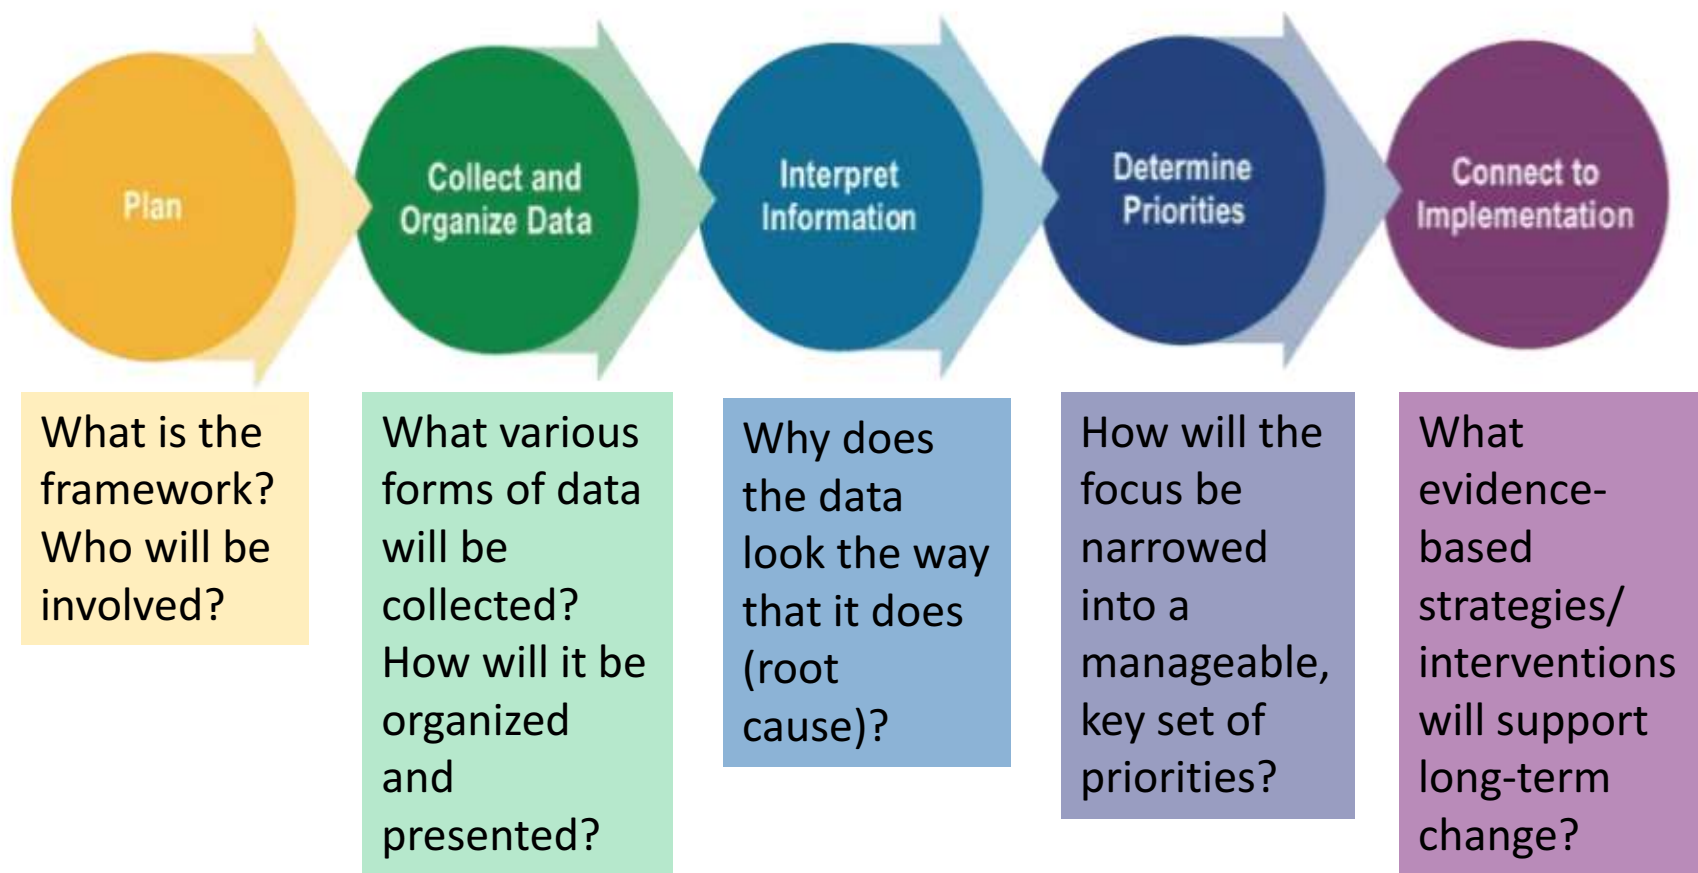 Plan
Collect and
Organize Data
Interpret
Information
Determine
Priorities
Connect to
Implementation
What is the
framework?
Who will be
involved?
What various
forms of data
will be
collected?
How will it be
organized
and
presented?
Why does
the data
look the way
that it does
(root
cause)?
How will the
focus be
narrowed
into a
manageable,
key set of
priorities?
What
evidence-
based
strategies/
interventions
will support
long-term
change?